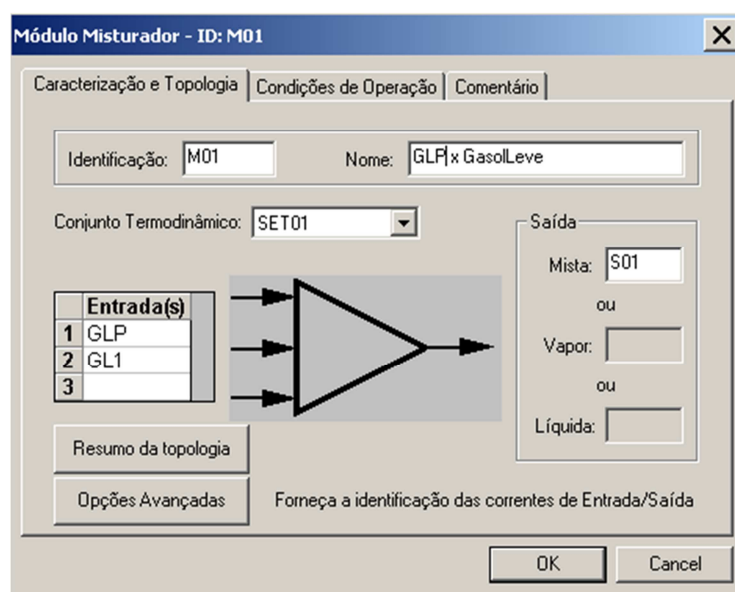 Módulo Misturador - ID: M01
Caracterização e Topologia Condições de Operação Comentário
Identificação: M01 Nome: GLP x GasolLeve
Conjunto Termodinâmico: SET01
Saída
Mista: S01
ou
Vapor:
ou
Líquida:
Entrada(s)
1 GLP
2 GL1
3
Resumo da topologia
Opções Avançadas Forneça a identificação das correntes de Entrada/Saída
OK Cancel